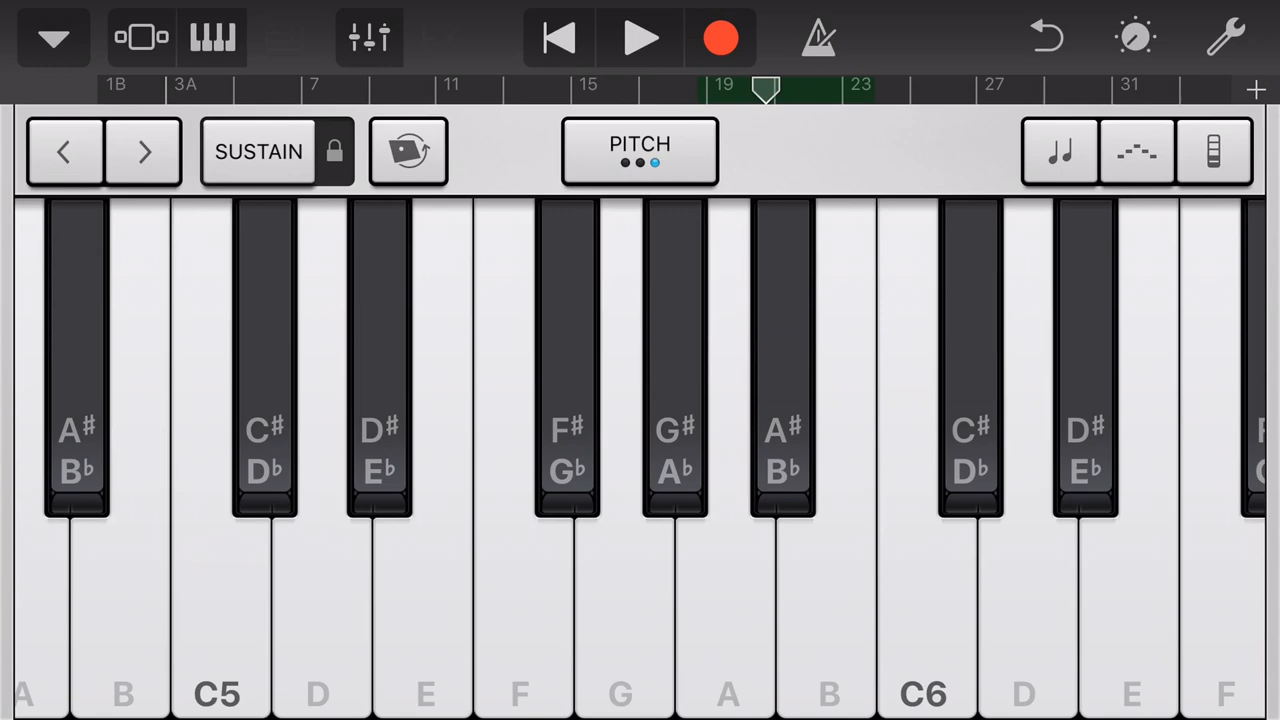 1B 3A 7 11 15 19 23 27 31
SUSTAIN PITCH
A♯ C♯ D♯ F♯ G♯ A♯ C♯ D♯
B♭ D♭ E♭ G♭ A♭ B♭ D♭ E♭
A B C5 D E F G A B C6 D E F